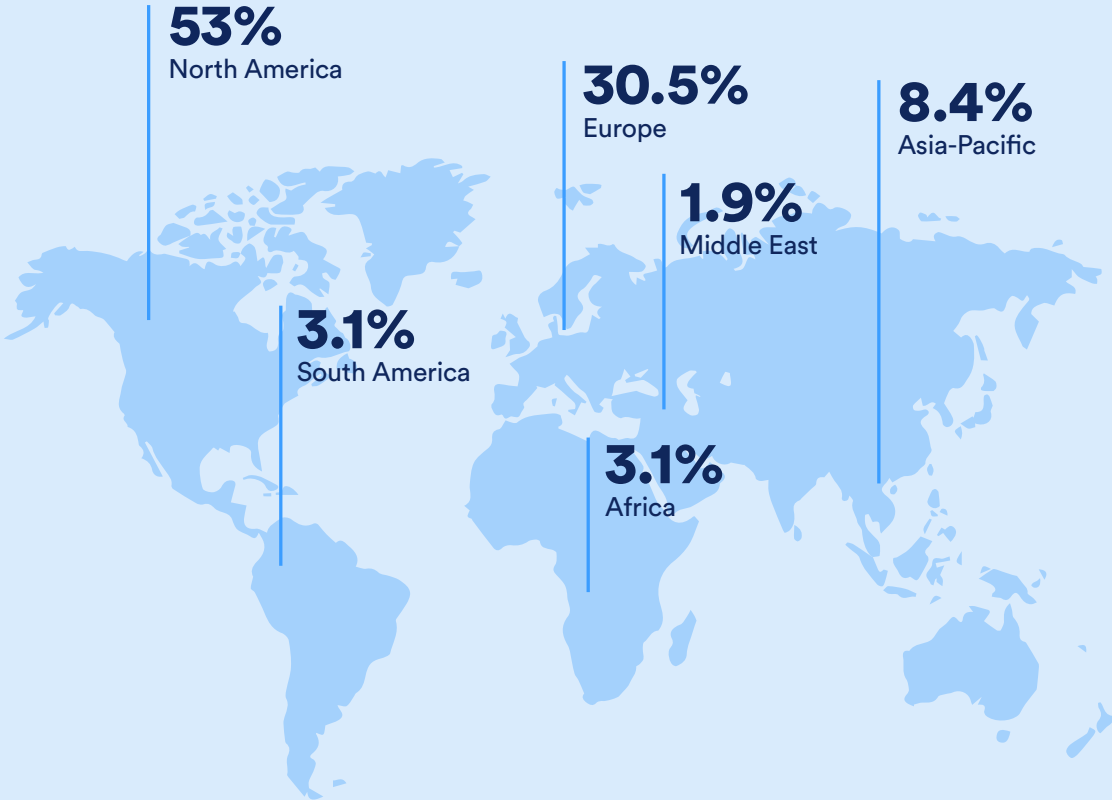 53%
North America
30.5%
Europe
8.4%
Asia-Pacific
1.9%
Middle East
3.1%
South America
3.1%
Africa